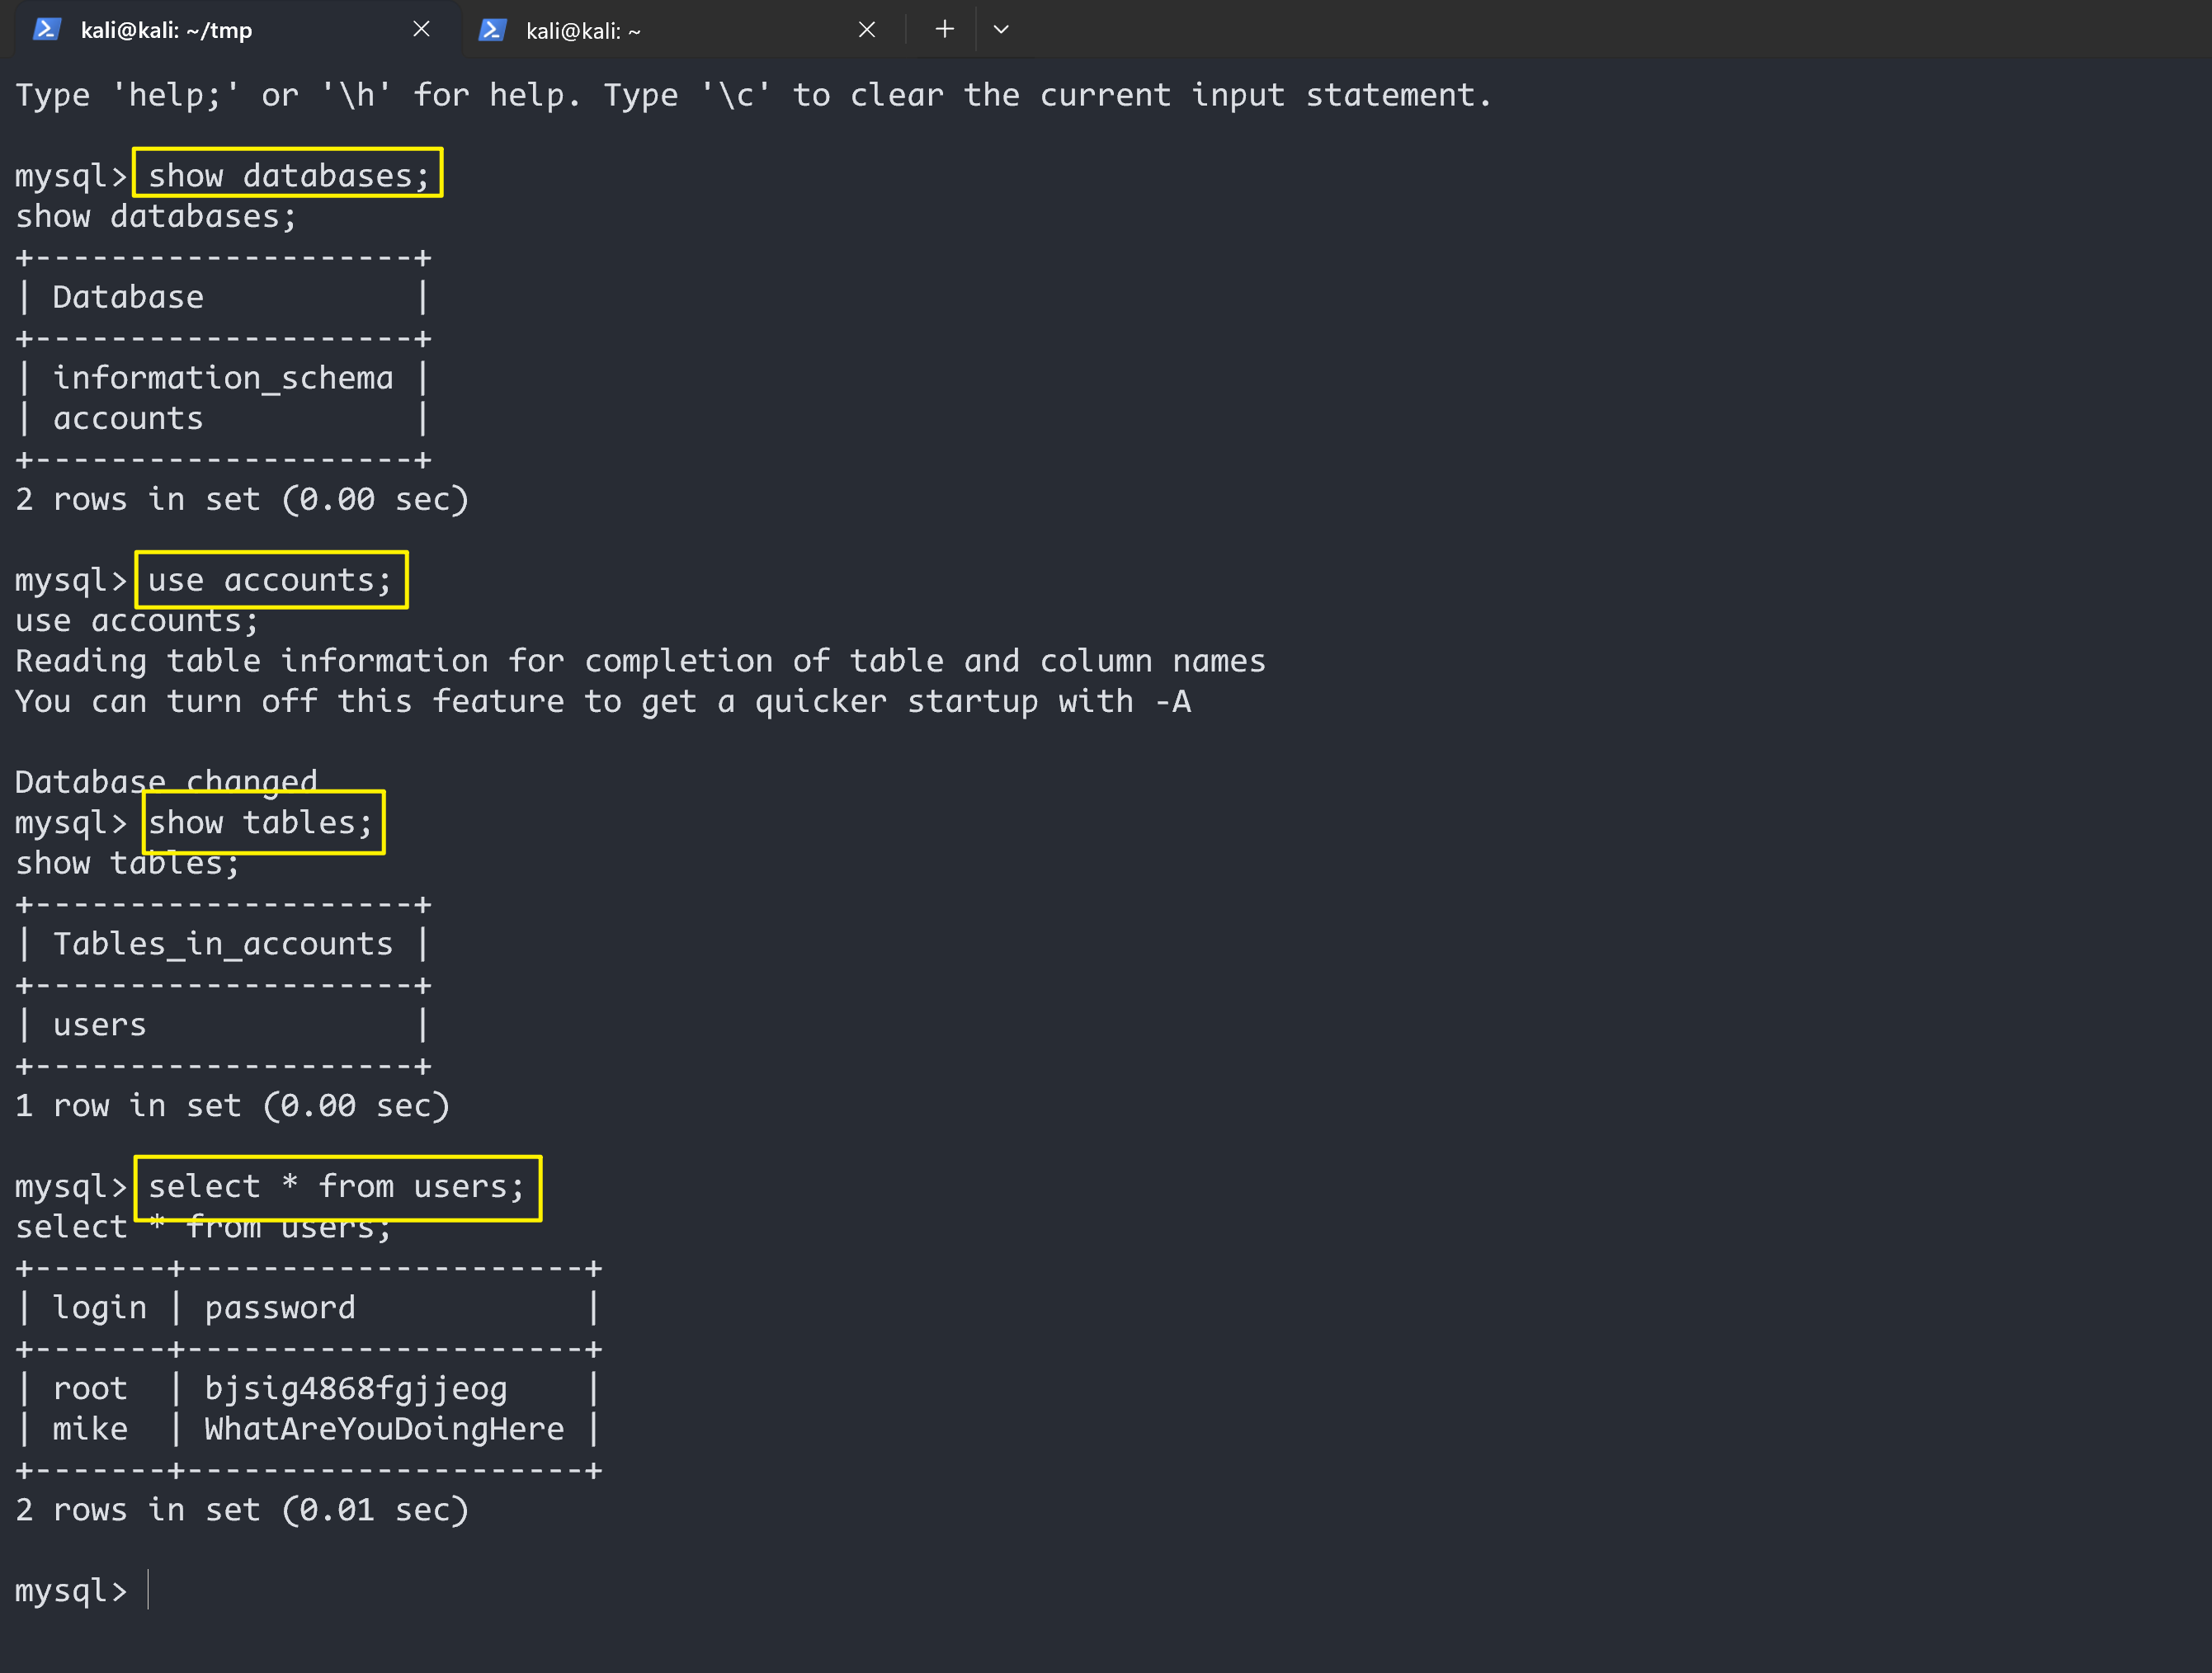 kali@kali: ~/tmp
kali@kali: ~
Type 'help;' or '\h' for help. Type '\c' to clear the current input statement.
mysql> show databases;
show databases;
+--------------------+
| Database           |
+--------------------+
| information_schema |
| accounts           |
+--------------------+
2 rows in set (0.00 sec)
mysql> use accounts;
use accounts;
Reading table information for completion of table and column names
You can turn off this feature to get a quicker startup with -A
Database changed
mysql> show tables;
show tables;
+--------------------+
| Tables_in_accounts |
+--------------------+
| users              |
+--------------------+
1 row in set (0.00 sec)
mysql> select * from users;
select * from users;
+-------+---------------------+
| login | password            |
+-------+---------------------+
| root  | bjsig4868fgjjeog    |
| mike  | WhatAreYouDoingHere |
+-------+---------------------+
2 rows in set (0.01 sec)
mysql>